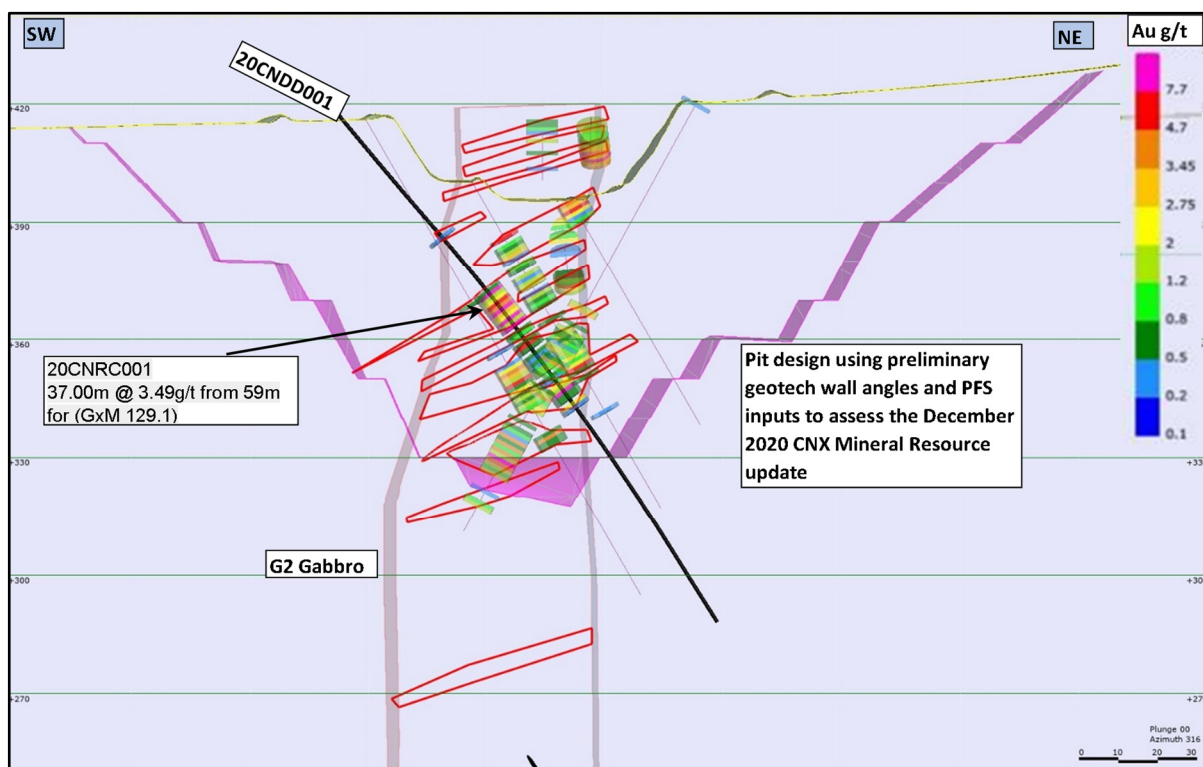 SW
NE
Au g/t
20CNDD001
7.7
4.7
3.45
2.75
2
1.2
0.8
0.5
0.2
0.1
+420
+390
+360
+330
+300
+270
+33
+30
+27
20CNRC001
37.00m @ 3.49g/t from 59m
for (GxM 129.1)
Pit design using preliminary
geotech wall angles and PFS
inputs to assess the December
2020 CNX Mineral Resource
update
G2 Gabbro
Plunge 00
Azimuth 316
0 10 20 30